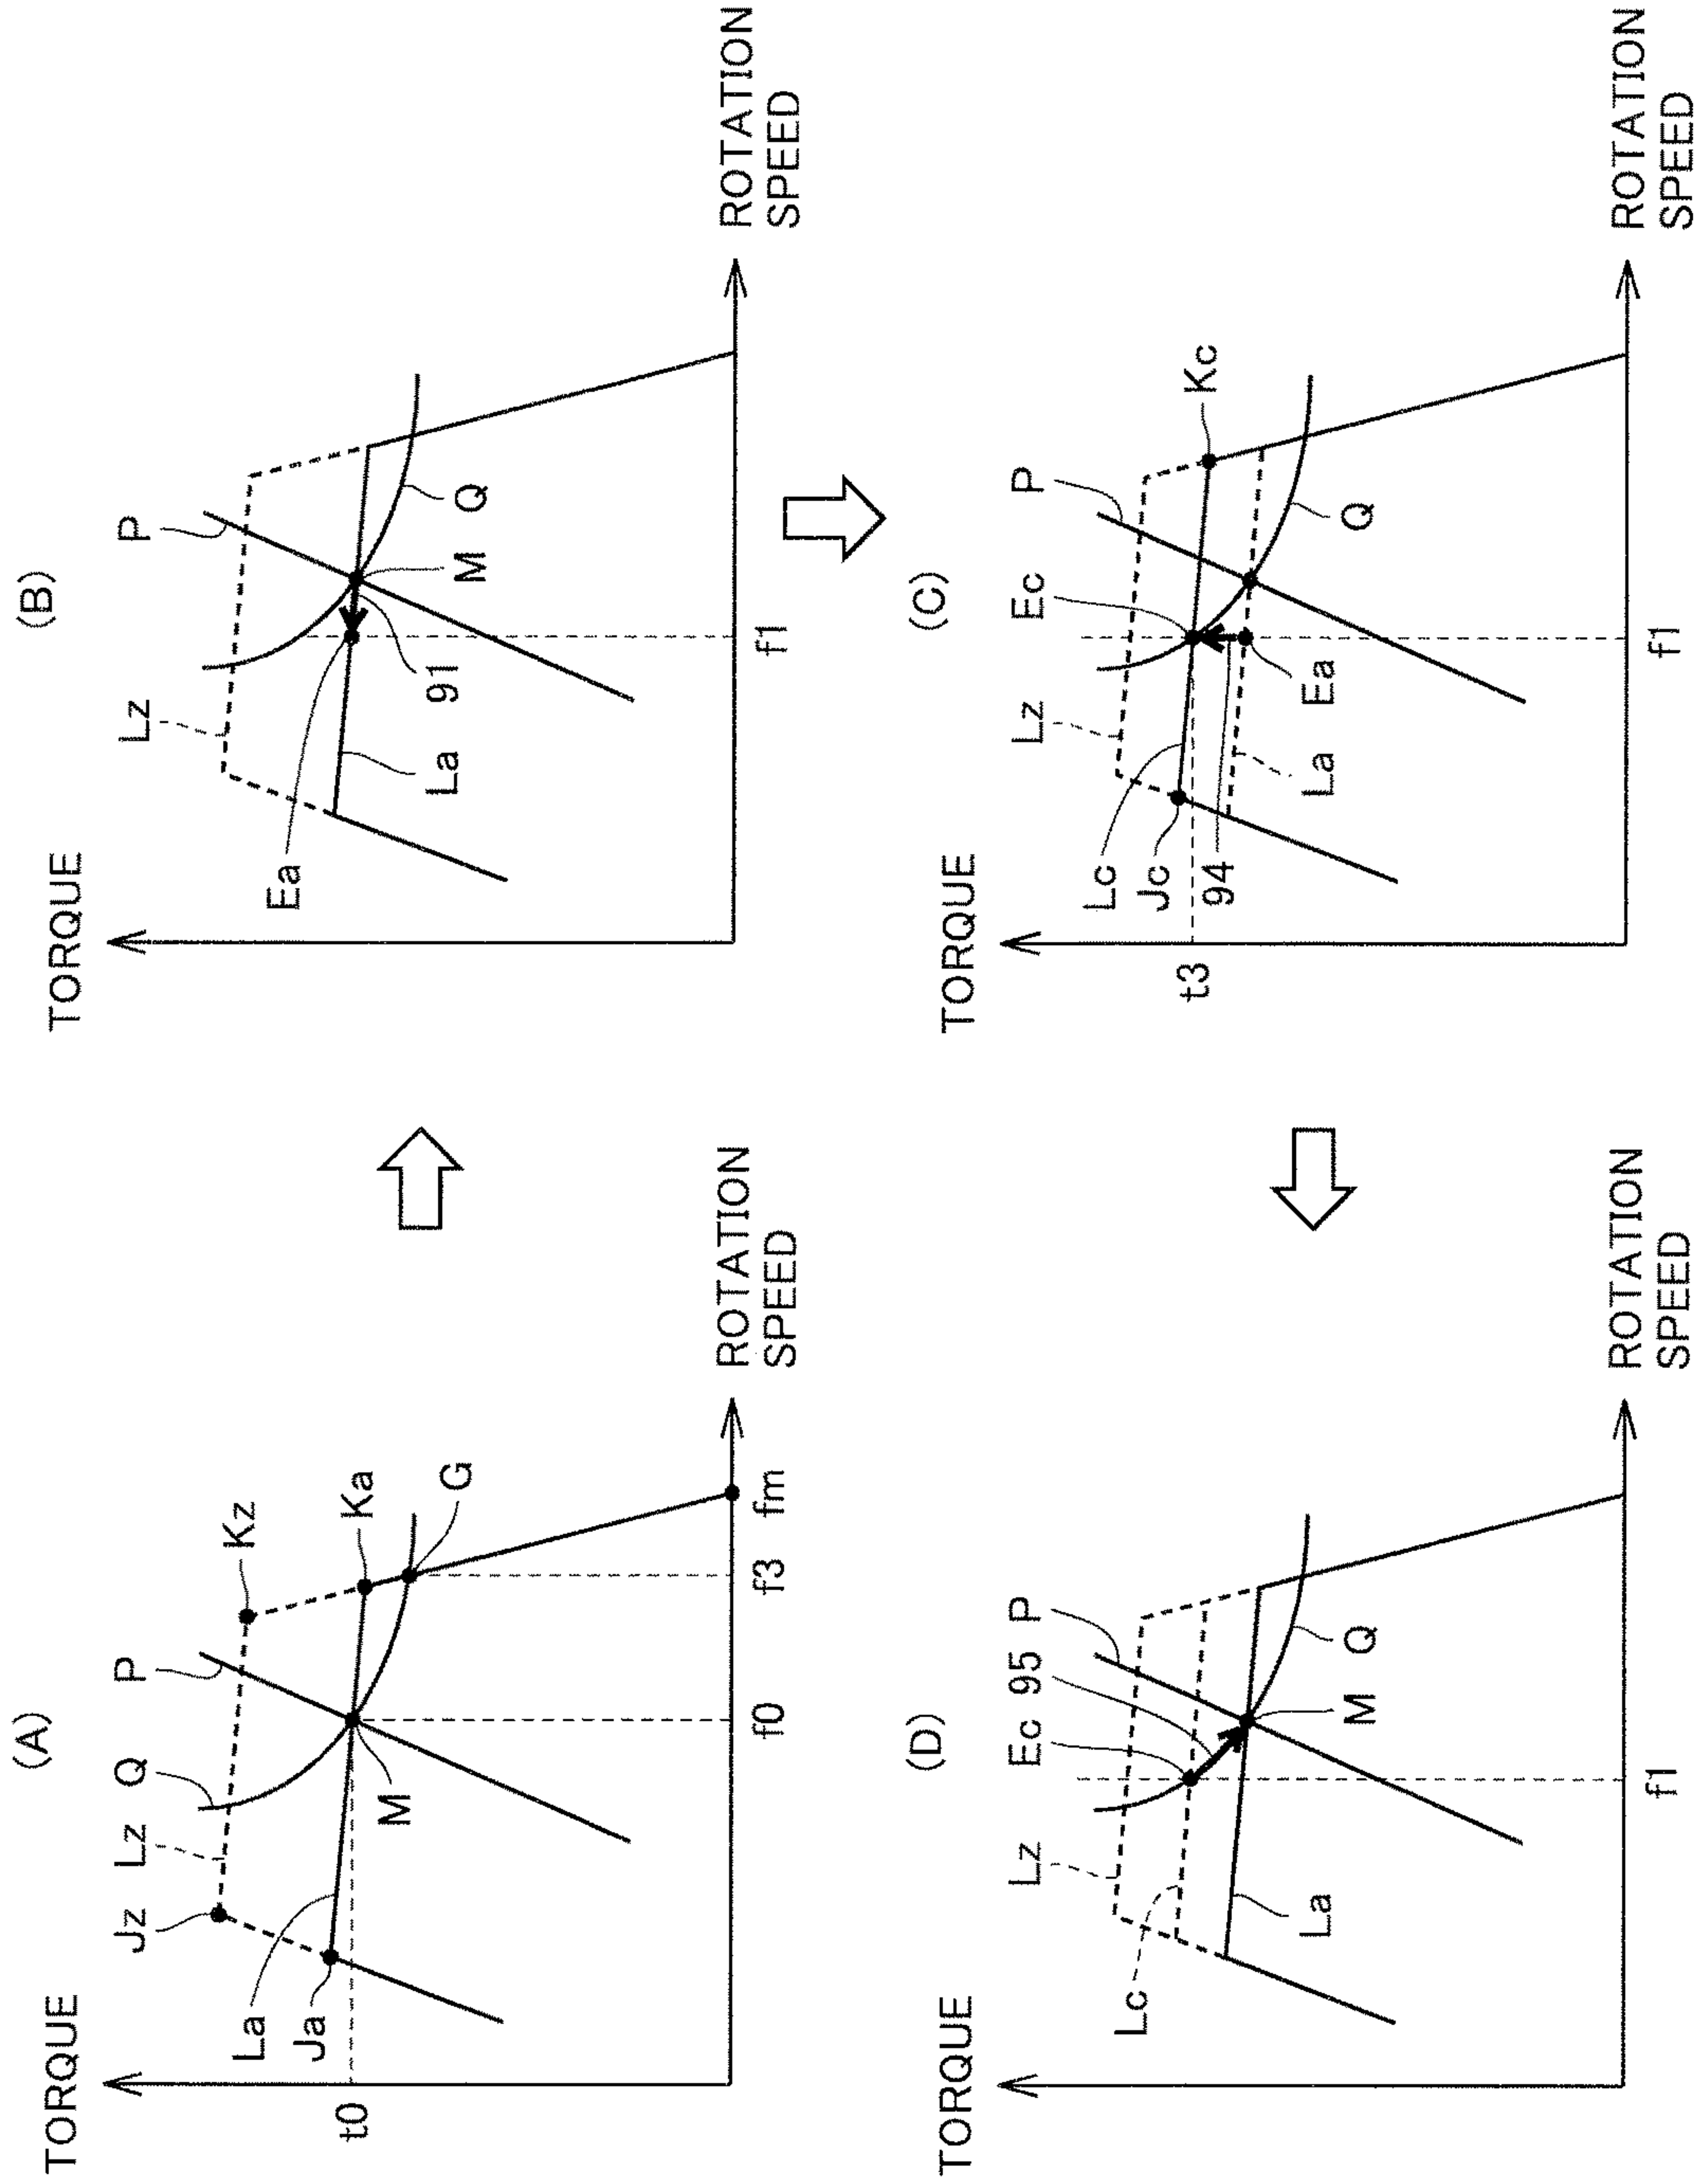 (A)
TORQUE
Jz
Lz
Q
P
Kz
Ka
G
La
Ja
M
t0
f0
f3
fm
ROTATION
SPEED
(B)
TORQUE
Lz
P
Ea
La
91
M
Q
f1
ROTATION
SPEED
(C)
TORQUE
Lz
Ec
P
Kc
Lc
Jc
94
t3
La
Ea
Q
f1
ROTATION
SPEED
(D)
TORQUE
Lz
Ec
95
P
Lc
La
M
Q
f1
ROTATION
SPEED